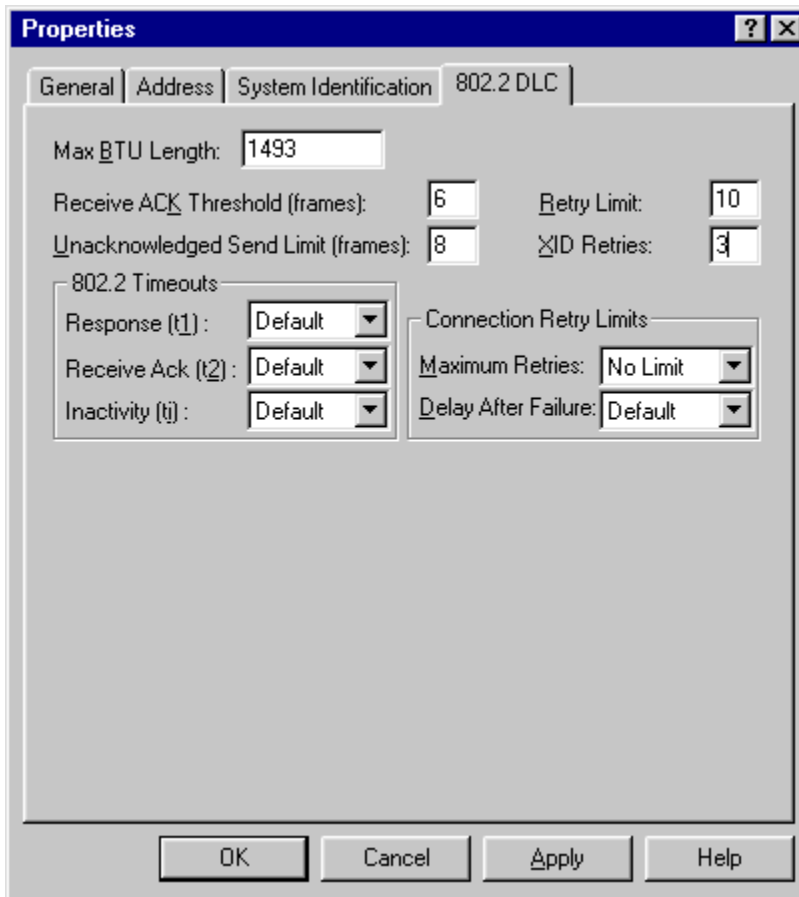 Properties
General Address System Identification 802.2 DLC
Max BTU Length: 1493
Receive ACK Threshold (frames): 6 Retry Limit: 10
Unacknowledged Send Limit (frames): 8 XID Retries: 3
802.2 Timeouts
Response (t1) : Default
Receive Ack (t2) : Default
Inactivity (ti) : Default
Connection Retry Limits
Maximum Retries: No Limit
Delay After Failure: Default
OK Cancel Apply Help